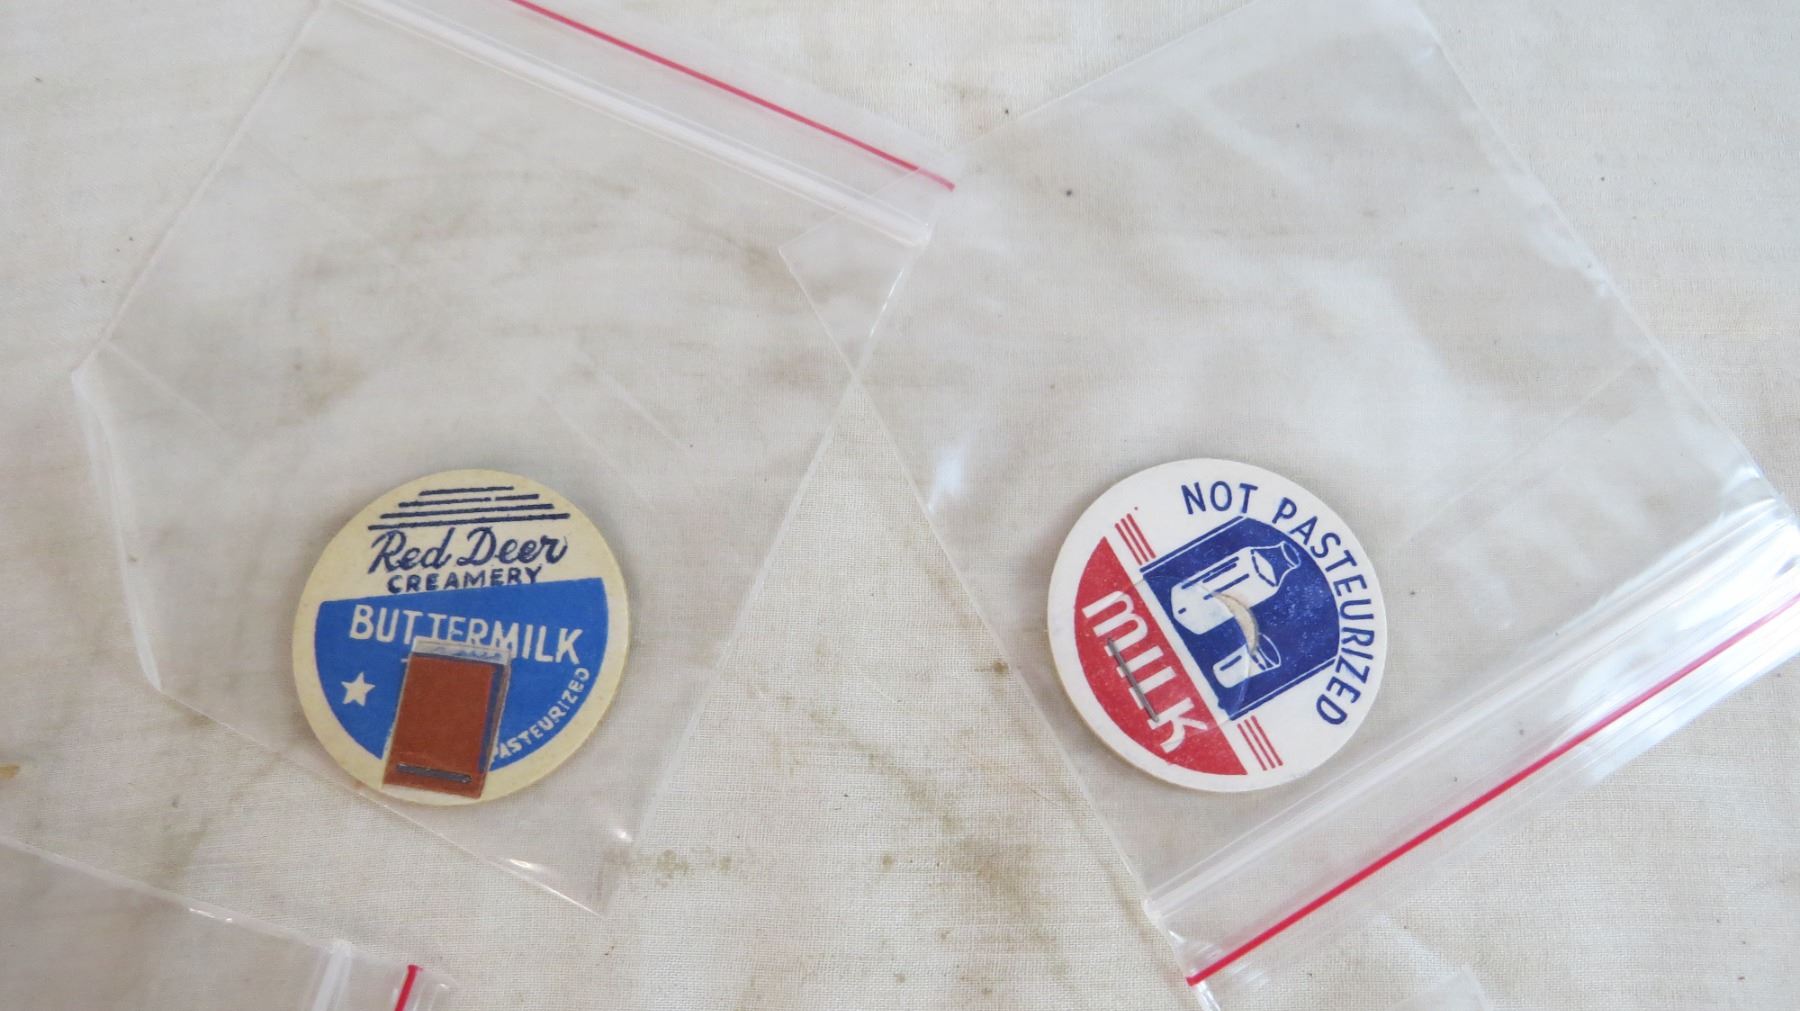 Red Deer
CREAMERY
BUTTERMILK
PASTEURIZED
NOT PASTEURIZED
MILK